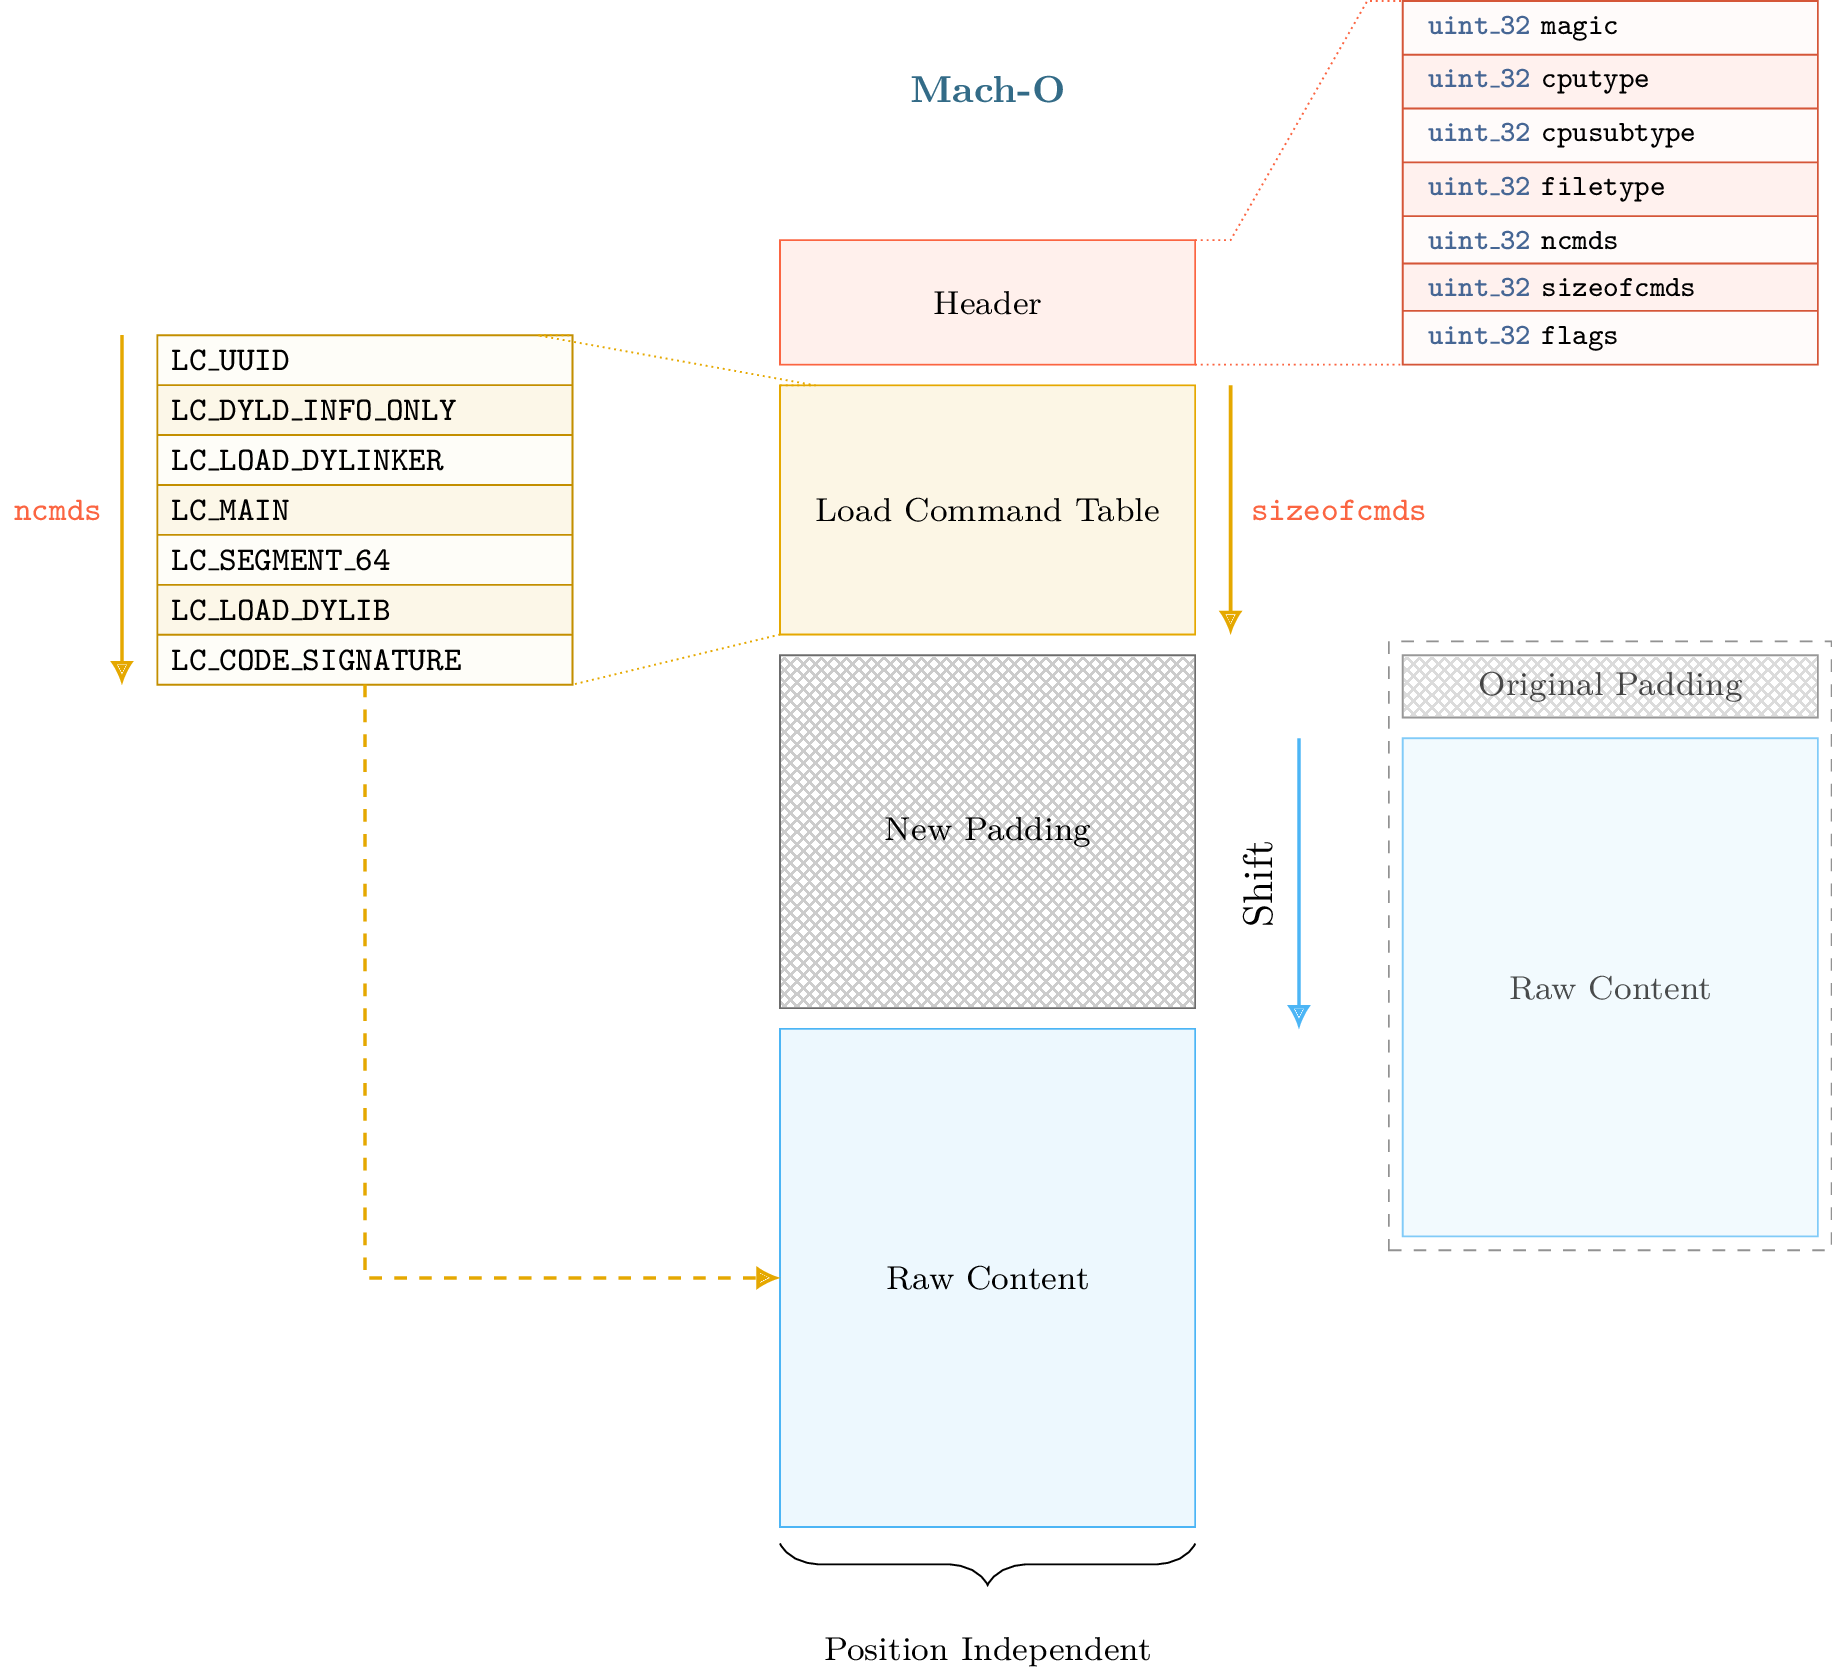 Mach-O
uint_32 magic
uint_32 cputype
uint_32 cpusubtype
uint_32 filetype
uint_32 ncmds
uint_32 sizeofcmds
uint_32 flags
Header
LC_UUID
LC_DYLD_INFO_ONLY
LC_LOAD_DYLINKER
LC_MAIN
LC_SEGMENT_64
LC_LOAD_DYLIB
LC_CODE_SIGNATURE
ncmds
Load Command Table
sizeofcmds
Original Padding
New Padding
Shift
Raw Content
Raw Content
Position Independent